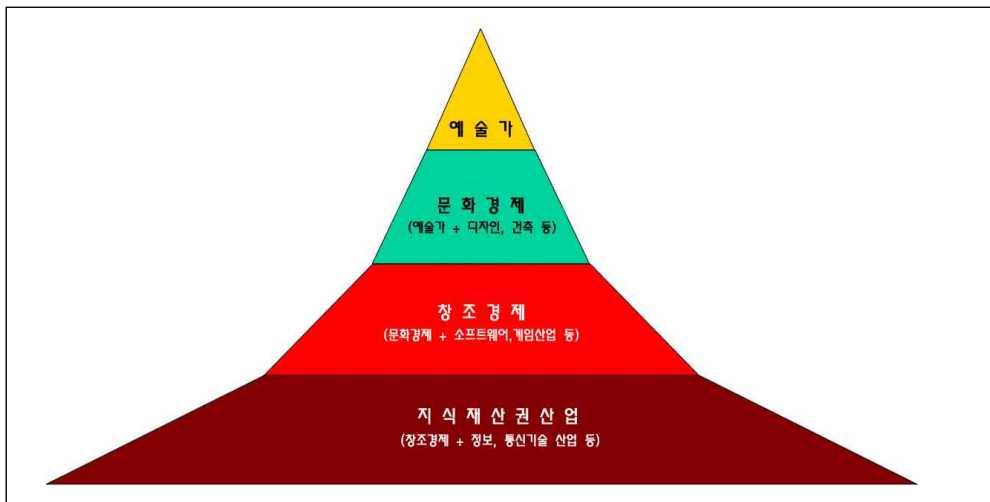 예 술 가
문 화 경 제
(예술가 + 디자인, 건축 등)
창 조 경 제
(문화경제 + 소프트웨어,게임산업 등)
지 식 재 산 권 산 업
(창조경제 + 정보, 통신기술 산업 등)